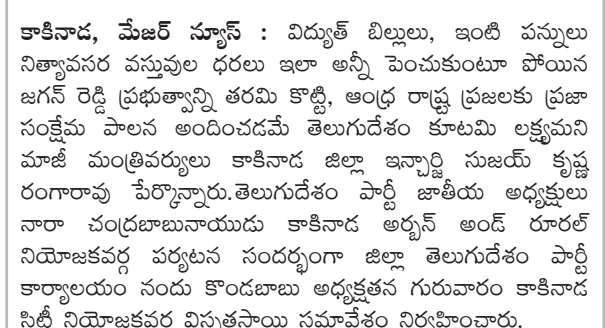 కాకినాడ, మేజర్ న్యూస్ : విద్యుత్ బిల్లులు, ఇంటి పన్నులు
నిత్యావసర వస్తువుల ధరలు ఇలా అన్నీ పెంచుకుంటూ పోయిన
జగన్ రెడ్డి ప్రభుత్వాన్ని తరమి కొట్టి, ఆంధ్ర రాష్ట్ర ప్రజలకు ప్రజా
సంక్షేమ పాలన అందించడమే తెలుగుదేశం కూటమి లక్ష్యమని
మాజీ మంత్రివర్యులు కాకినాడ జిల్లా ఇన్చార్జి సుజయ్ కృష్ణ
రంగారావు పేర్కొన్నారు.తెలుగుదేశం పార్టీ జాతీయ అధ్యక్షులు
నారా చంద్రబాబునాయుడు కాకినాడ అర్బన్ అండ్ రూరల్
నియోజకవర్గ పర్యటన సందర్భంగా జిల్లా తెలుగుదేశం పార్టీ
కార్యాలయం నందు కొండబాబు అధ్యక్షతన గురువారం కాకినాడ
సిటీ నియోజకవర్గ విస్తృతస్థాయి సమావేశం నిర్వహించారు.